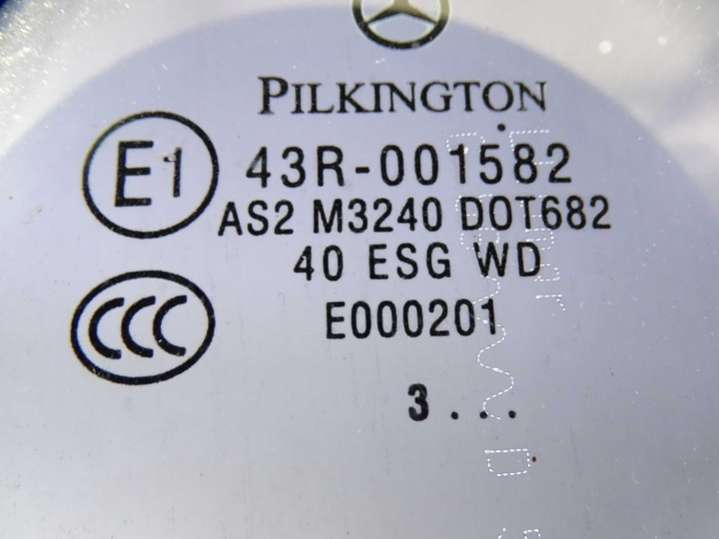 PILKINGTON
E1 43R-001582
AS2 M3240 DOT682
40 ESG WD
CCC E000201
3 ...